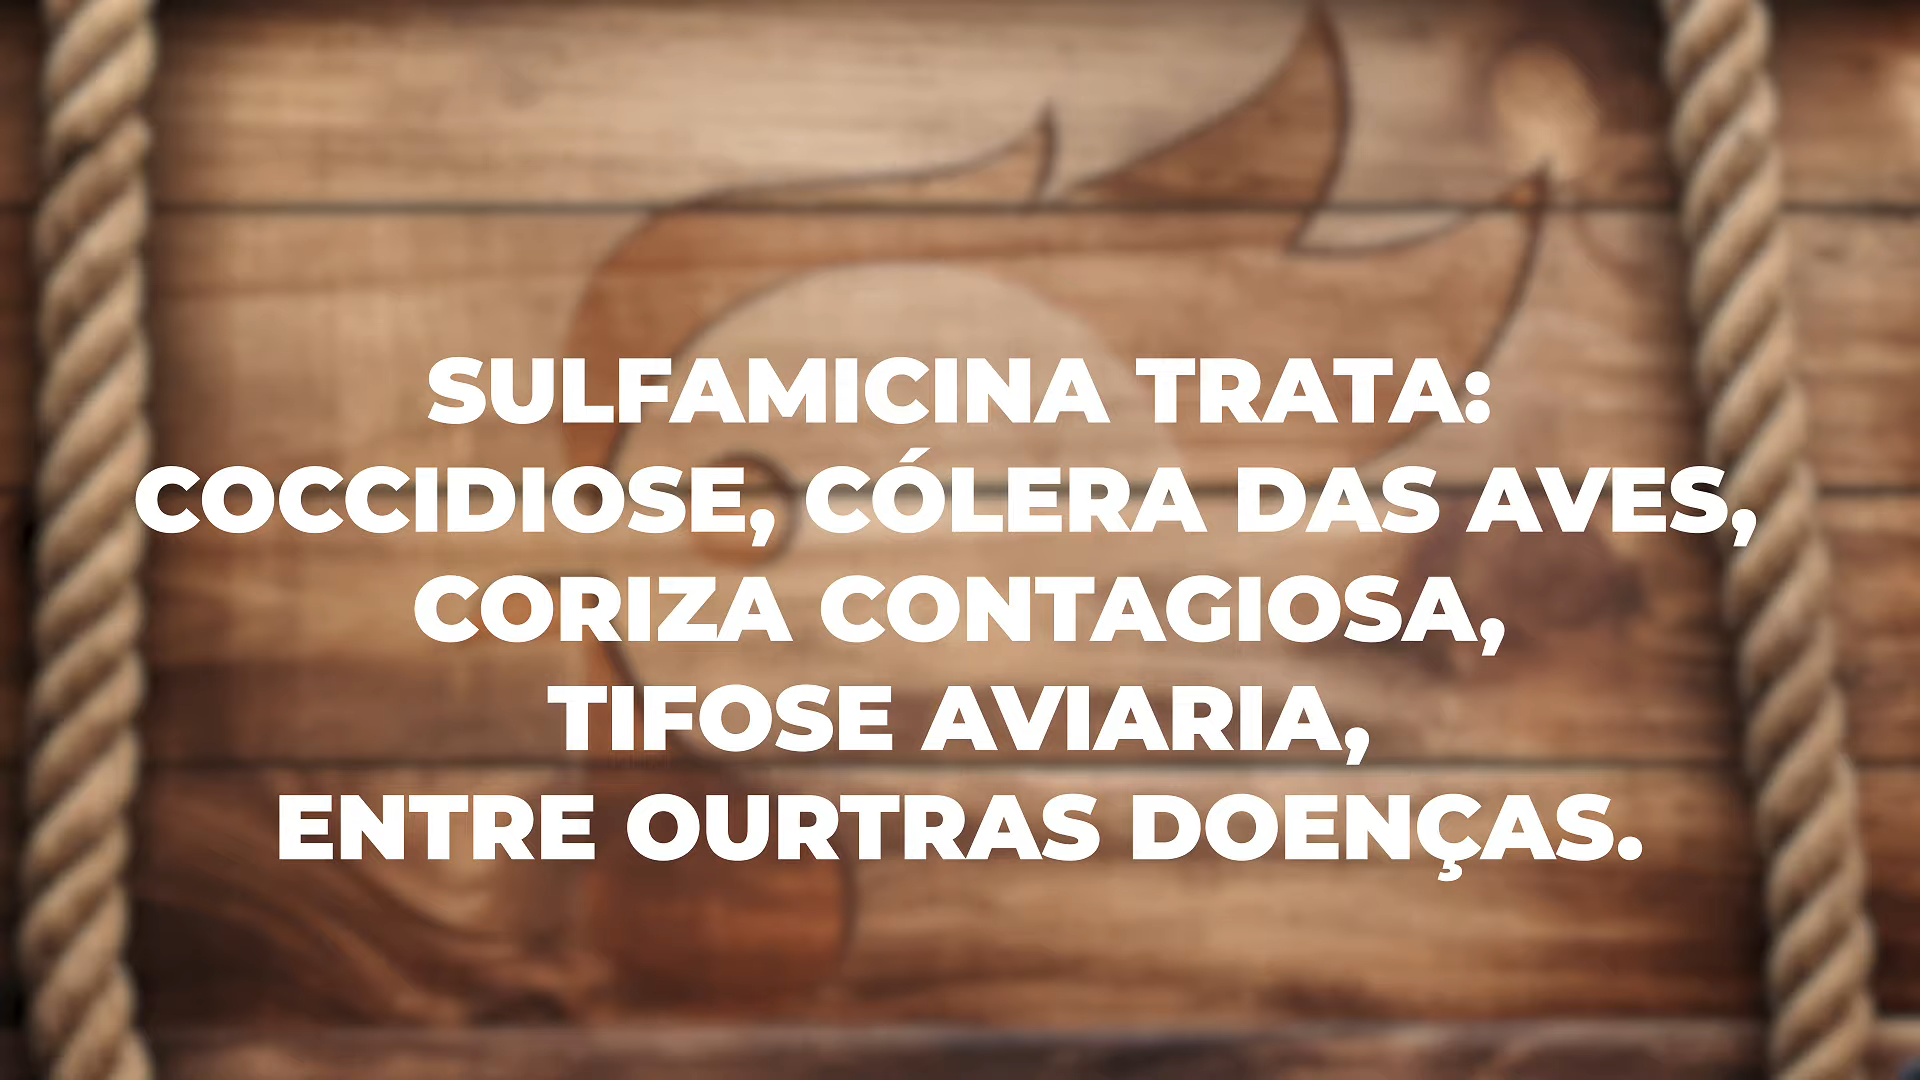 SULFAMICINA TRATA:
COCCIDIOSE, CÓLERA DAS AVES,
CORIZA CONTAGIOSA,
TIFOSE AVIARIA,
ENTRE OURTRAS DOENÇAS.